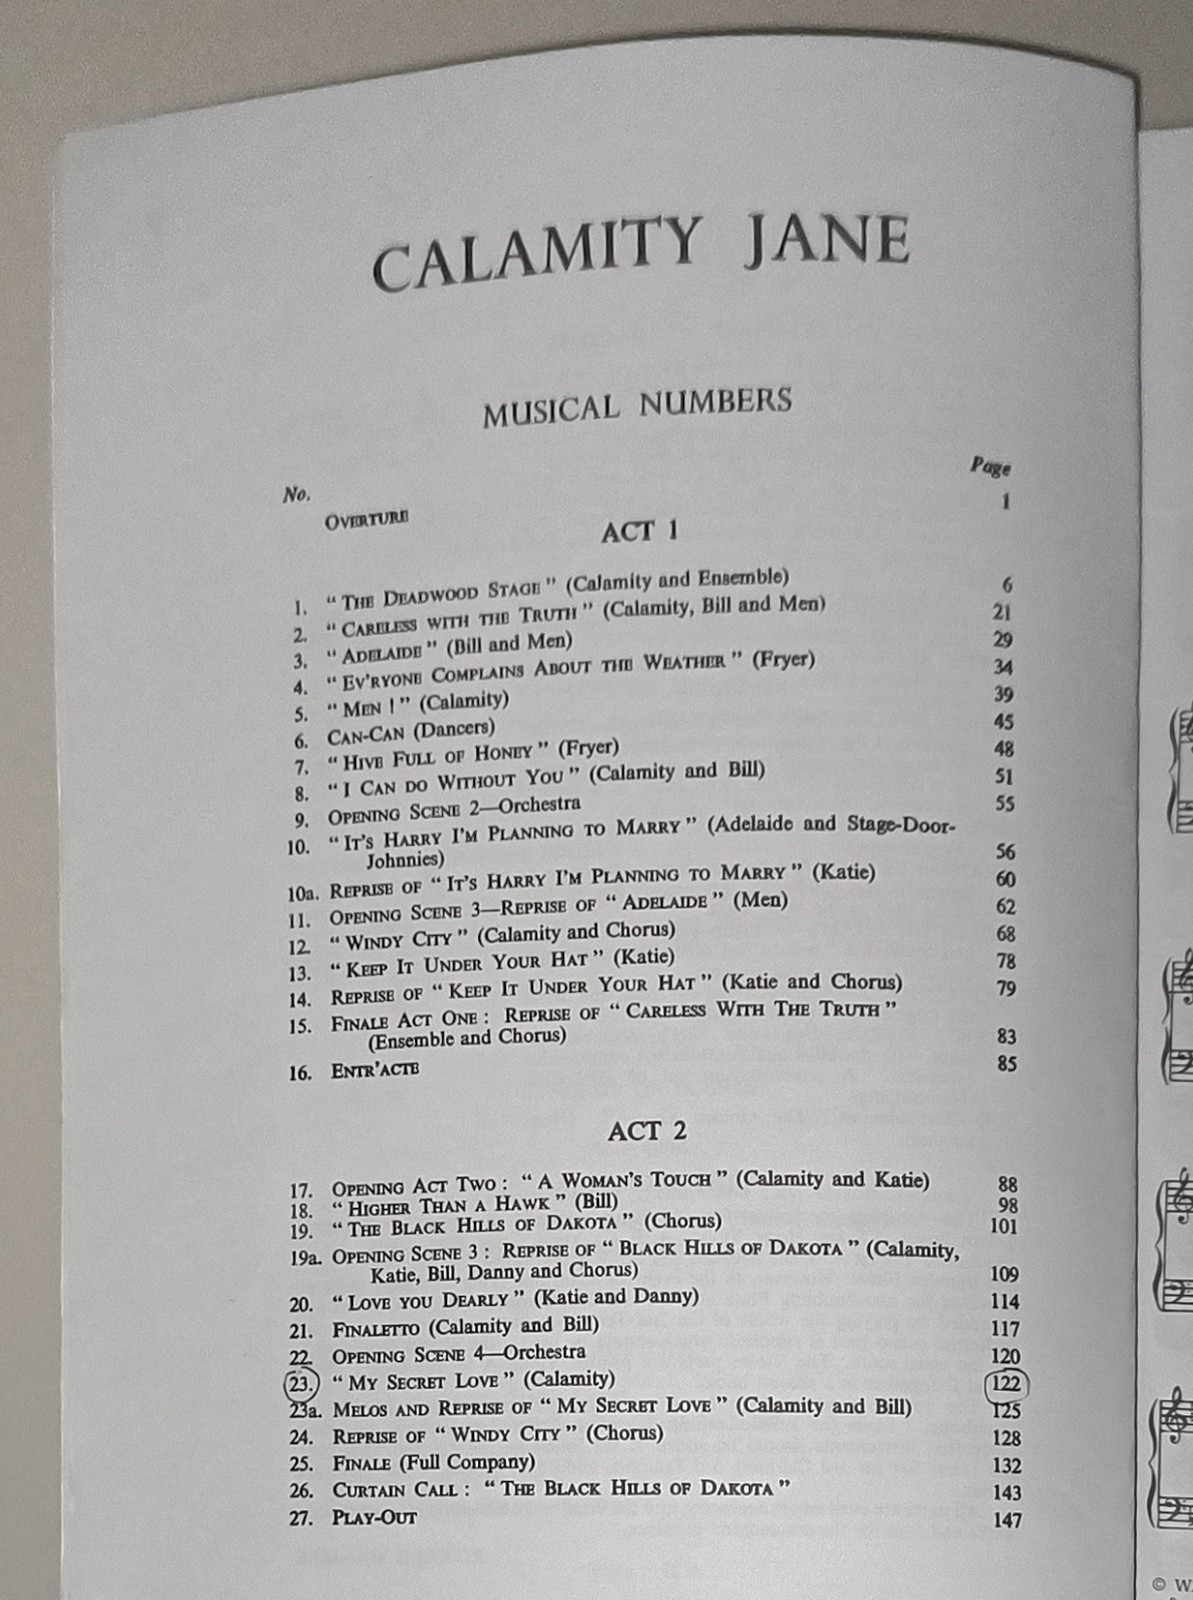 CALAMITY JANE
MUSICAL NUMBERS
No. Page
OVERTURE 1
ACT 1
1. “ THE DEADWOOD STAGE ” (Calamity and Ensemble) 6
2. “ CARELESS WITH THE TRUTH ” (Calamity, Bill and Men) 21
3. “ ADELAIDE ” (Bill and Men) 29
4. “ EV'RYONE COMPLAINS ABOUT THE WEATHER ” (Fryer) 34
5. “ MEN ! ” (Calamity) 39
6. CAN-CAN (Dancers) 45
7. “ HIVE FULL OF HONEY ” (Fryer) 48
8. “ I CAN DO WITHOUT YOU ” (Calamity and Bill) 51
9. OPENING SCENE 2—Orchestra 55
10. “ IT'S HARRY I'M PLANNING TO MARRY ” (Adelaide and Stage-Door-
Johnnies) 56
10a. REPRISE OF “ IT'S HARRY I'M PLANNING TO MARRY ” (Katie) 60
11. OPENING SCENE 3—REPRISE OF “ ADELAIDE ” (Men) 62
12. “ WINDY CITY ” (Calamity and Chorus) 68
13. “ KEEP IT UNDER YOUR HAT ” (Katie) 78
14. REPRISE OF “ KEEP IT UNDER YOUR HAT ” (Katie and Chorus) 79
15. FINALE ACT ONE : REPRISE OF “ CARELESS WITH THE TRUTH ”
(Ensemble and Chorus) 83
16. ENTR'ACTE 85
ACT 2
17. OPENING ACT TWO : “ A WOMAN'S TOUCH ” (Calamity and Katie) 88
18. “ HIGHER THAN A HAWK ” (Bill) 98
19. “ THE BLACK HILLS OF DAKOTA ” (Chorus) 101
19a. OPENING SCENE 3 : REPRISE OF “ BLACK HILLS OF DAKOTA ” (Calamity,
Katie, Bill, Danny and Chorus) 109
20. “ LOVE YOU DEARLY ” (Katie and Danny) 114
21. FINALETTO (Calamity and Bill) 117
22. OPENING SCENE 4—Orchestra 120
23. “ MY SECRET LOVE ” (Calamity) 122
23a. MELOS AND REPRISE OF “ MY SECRET LOVE ” (Calamity and Bill) 125
24. REPRISE OF “ WINDY CITY ” (Chorus) 128
25. FINALE (Full Company) 132
26. CURTAIN CALL : “ THE BLACK HILLS OF DAKOTA ” 143
27. PLAY-OUT 147